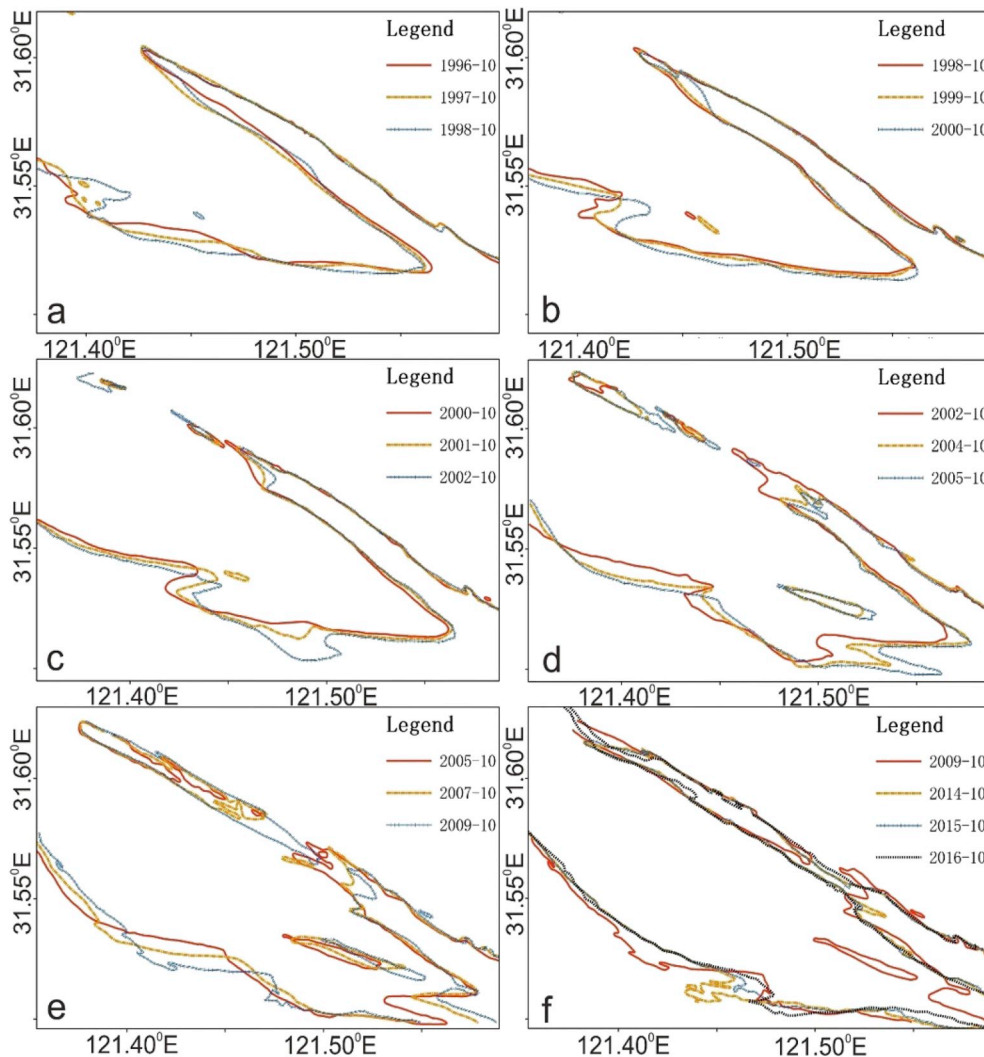 Legend
1996-10
1997-10
1998-10
31.60°E
31.55°E
a
121.40°E
121.50°E
Legend
1998-10
1999-10
2000-10
31.60°E
31.55°E
b
121.40°E
121.50°E
Legend
2000-10
2001-10
2002-10
31.60°E
31.55°E
c
121.40°E
121.50°E
Legend
2002-10
2004-10
2005-10
31.60°E
31.55°E
d
121.40°E
121.50°E
Legend
2005-10
2007-10
2009-10
31.60°E
31.55°E
e
121.40°E
121.50°E
Legend
2009-10
2014-10
2015-10
2016-10
31.60°E
31.55°E
f
121.40°E
121.50°E